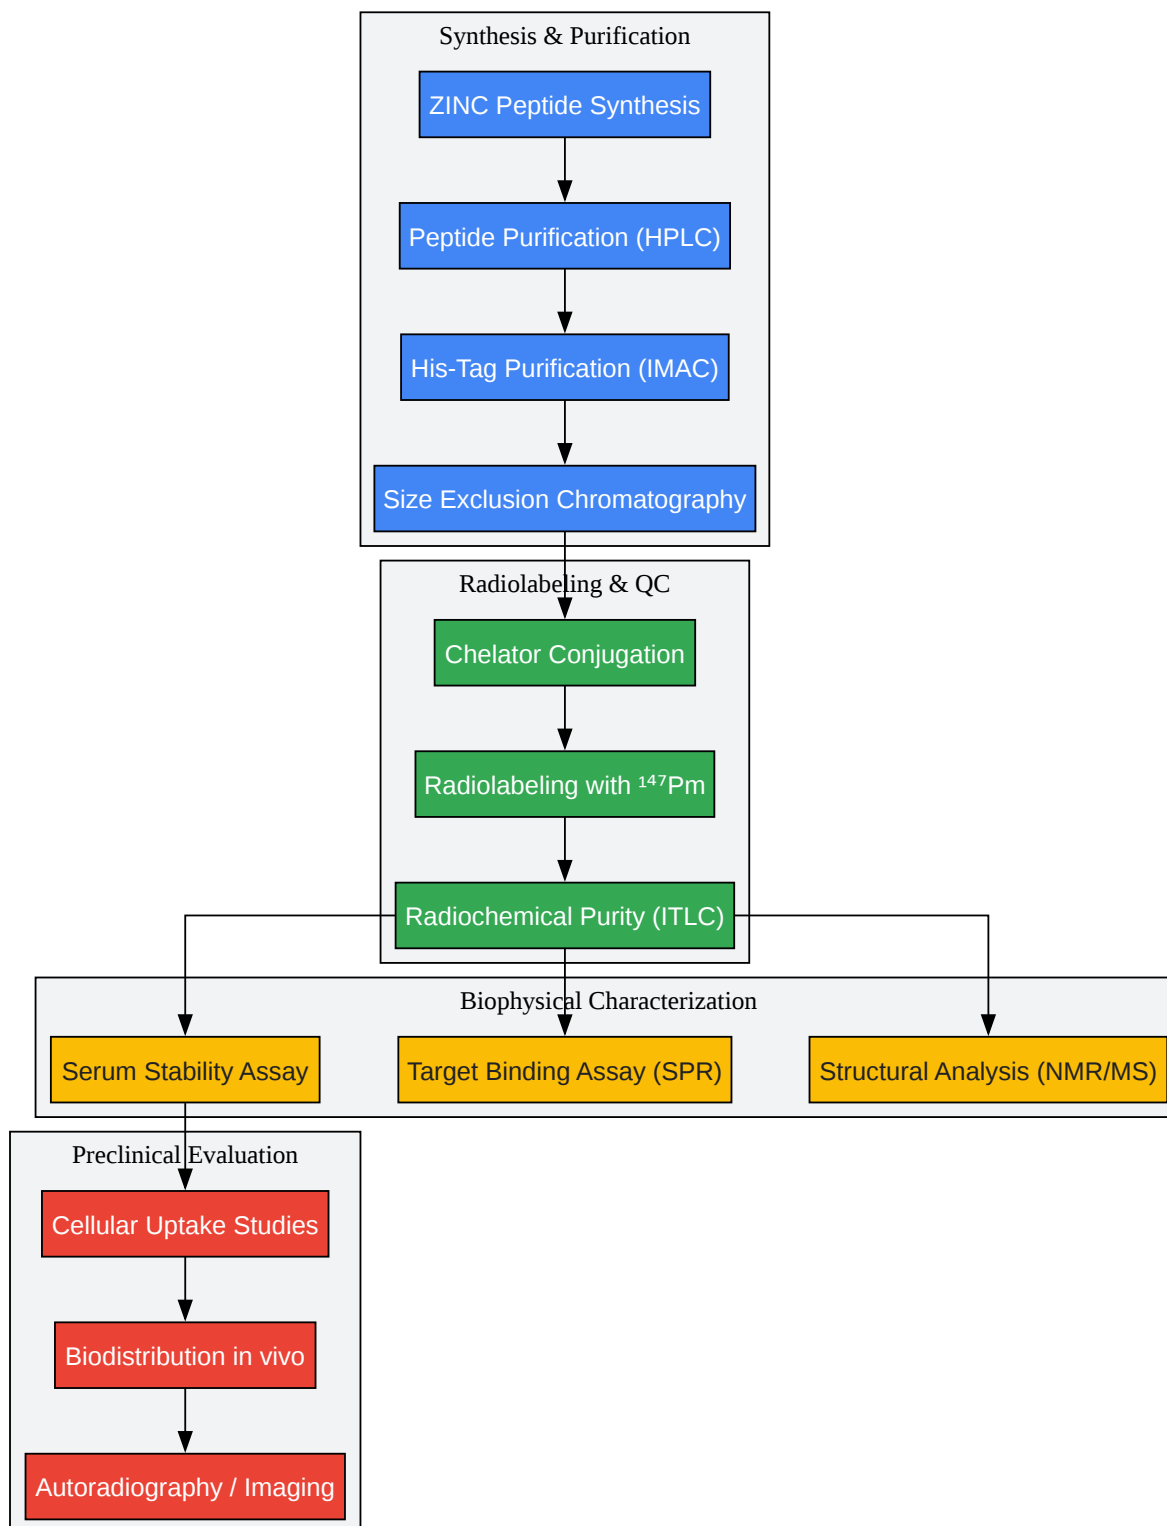 Synthesis & Purification
ZINC Peptide Synthesis
Peptide Purification (HPLC)
His-Tag Purification (IMAC)
Size Exclusion Chromatography
Radiolabeling & QC
Chelator Conjugation
Radiolabeling with ¹⁴⁷Pm
Radiochemical Purity (ITLC)
Biophysical Characterization
Serum Stability Assay
Target Binding Assay (SPR)
Structural Analysis (NMR/MS)
Preclinical Evaluation
Cellular Uptake Studies
Biodistribution in vivo
Autoradiography / Imaging